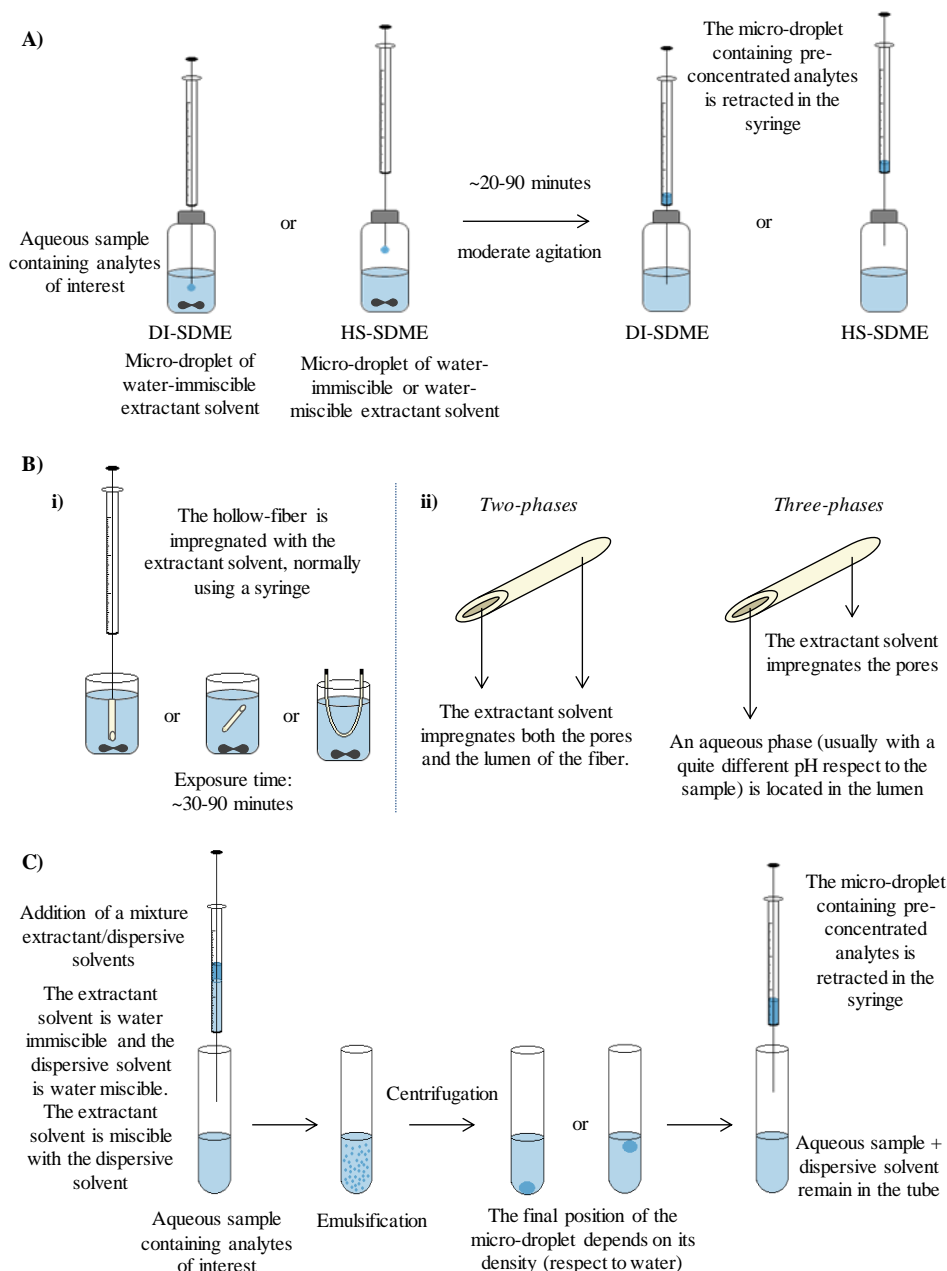 A)
The micro-droplet
containing pre-
concentrated analytes
is retracted in the
syringe
~20-90 minutes
moderate agitation
or
or
Aqueous sample
containing analytes
of interest
DI-SDME
HS-SDME
DI-SDME
HS-SDME
Micro-droplet of
water-immiscible
extractant solvent
Micro-droplet of water-
immiscible or water-
miscible extractant solvent
B)
i)
The hollow-fiber is
impregnated with the
extractant solvent, normally
using a syringe
or
or
Exposure time:
~30-90 minutes
ii)
Two-phases
Three-phases
The extractant solvent
impregnates the pores
The extractant solvent
impregnates both the pores
and the lumen of the fiber.
An aqueous phase (usually with a
quite different pH respect to the
sample) is located in the lumen
C)
Addition of a mixture
extractant/dispersive
solvents
The extractant
solvent is water
immiscible and the
dispersive solvent
is water miscible.
The extractant
solvent is miscible
with the dispersive
solvent
Aqueous sample
containing analytes
of interest
Emulsification
Centrifugation
or
The final position of the
micro-droplet depends on its
density (respect to water)
The micro-droplet
containing pre-
concentrated
analytes is
retracted in the
syringe
Aqueous sample +
dispersive solvent
remain in the tube